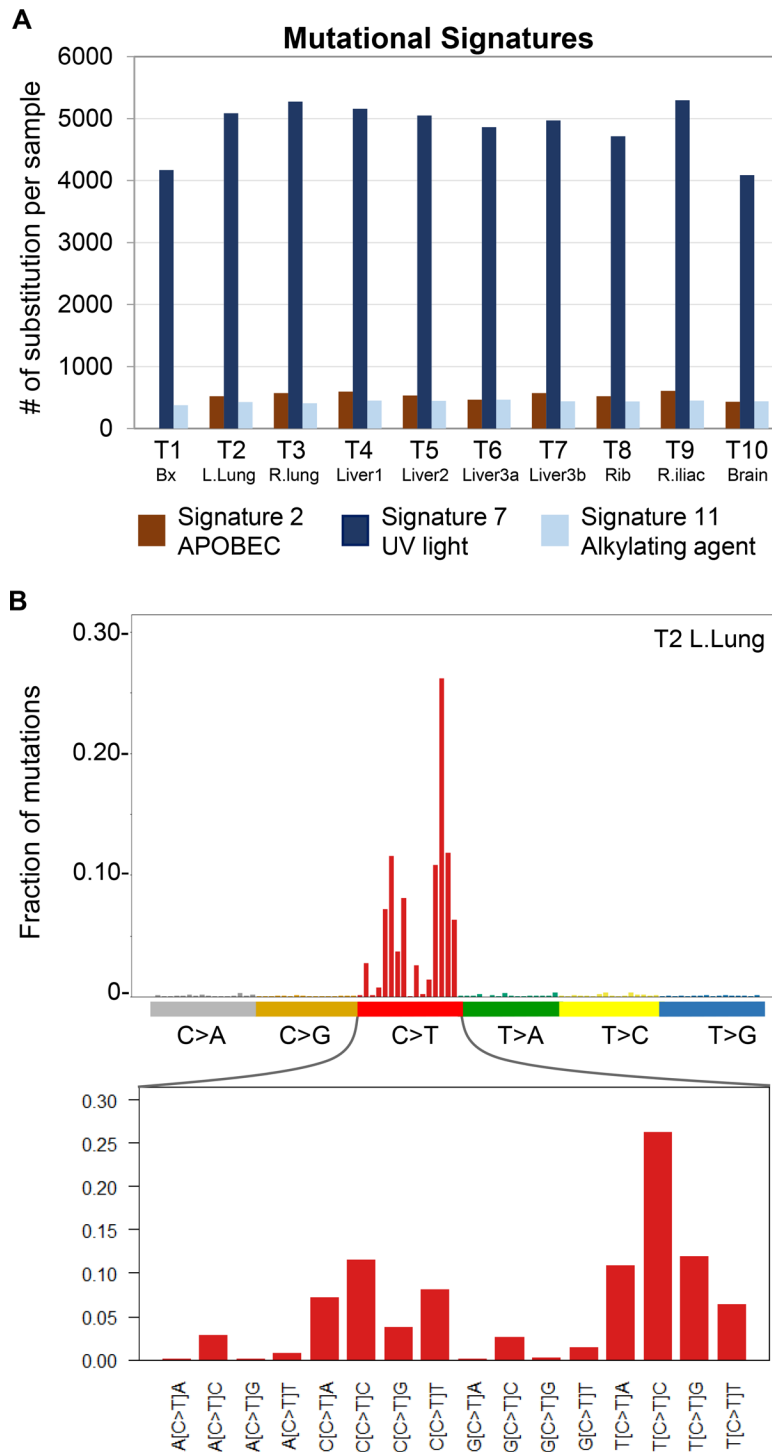 A
Mutational Signatures
# of substitution per sample
6000
5000
4000
3000
2000
1000
0
T1 T2 T3 T4 T5 T6 T7 T8 T9 T10
Bx L.Lung R.lung Liver1 Liver2 Liver3a Liver3b Rib R.iliac Brain
Signature 2 Signature 7 Signature 11
APOBEC UV light Alkylating agent
B
T2 L.Lung
Fraction of mutations
0.30-
0.20-
0.10-
0-
C>A C>G C>T T>A T>C T>G
0.30
0.25
0.20
0.15
0.10
0.05
0.00
A[C>T]A
A[C>T]C
A[C>T]G
A[C>T]T
C[C>T]A
C[C>T]C
C[C>T]G
C[C>T]T
G[C>T]A
G[C>T]C
G[C>T]G
G[C>T]T
T[C>T]A
T[C>T]C
T[C>T]G
T[C>T]T